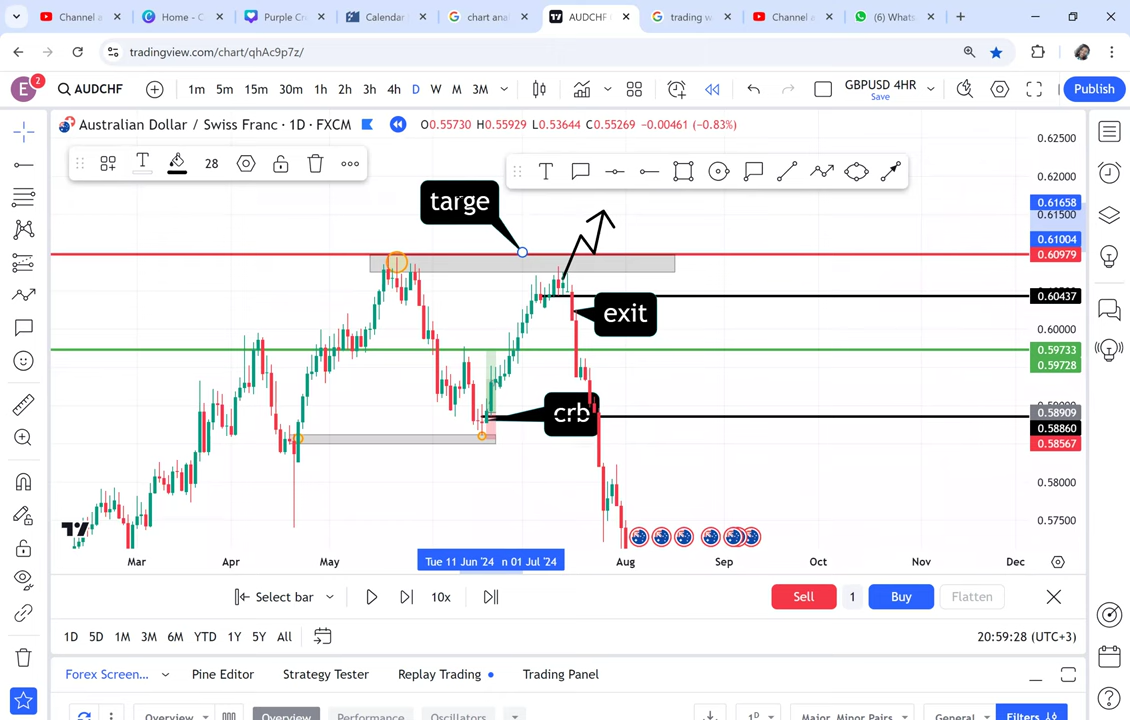 Channel a
Home - C
Purple Cr
Calendar
chart ana
AUDCHF
trading w
Channel a
(6) Whats
tradingview.com/chart/qhAc9p7z/
E 2 AUDCHF 1m 5m 15m 30m 1h 2h 3h 4h D W M 3M GBPUSD 4HR Save Publish
Australian Dollar / Swiss Franc · 1D · FXCM O0.55730 H0.55929 L0.53644 C0.55269 -0.00461 (-0.83%)
T 28
T
targe
exit
crb
0.62500
0.62000
0.61658
0.61500
0.61004
0.60979
0.60437
0.60000
0.59733
0.59728
0.58909
0.58860
0.58567
0.58000
0.57500
Mar Apr May Tue 11 Jun '24 n 01 Jul '24 Aug Sep Oct Nov Dec
Select bar 10x Sell 1 Buy Flatten
1D 5D 1M 3M 6M YTD 1Y 5Y All 20:59:28 (UTC+3)
Forex Screen... Pine Editor Strategy Tester Replay Trading Trading Panel
Overview Overview Performance Oscillators 1D Major, Minor Pairs General Filters